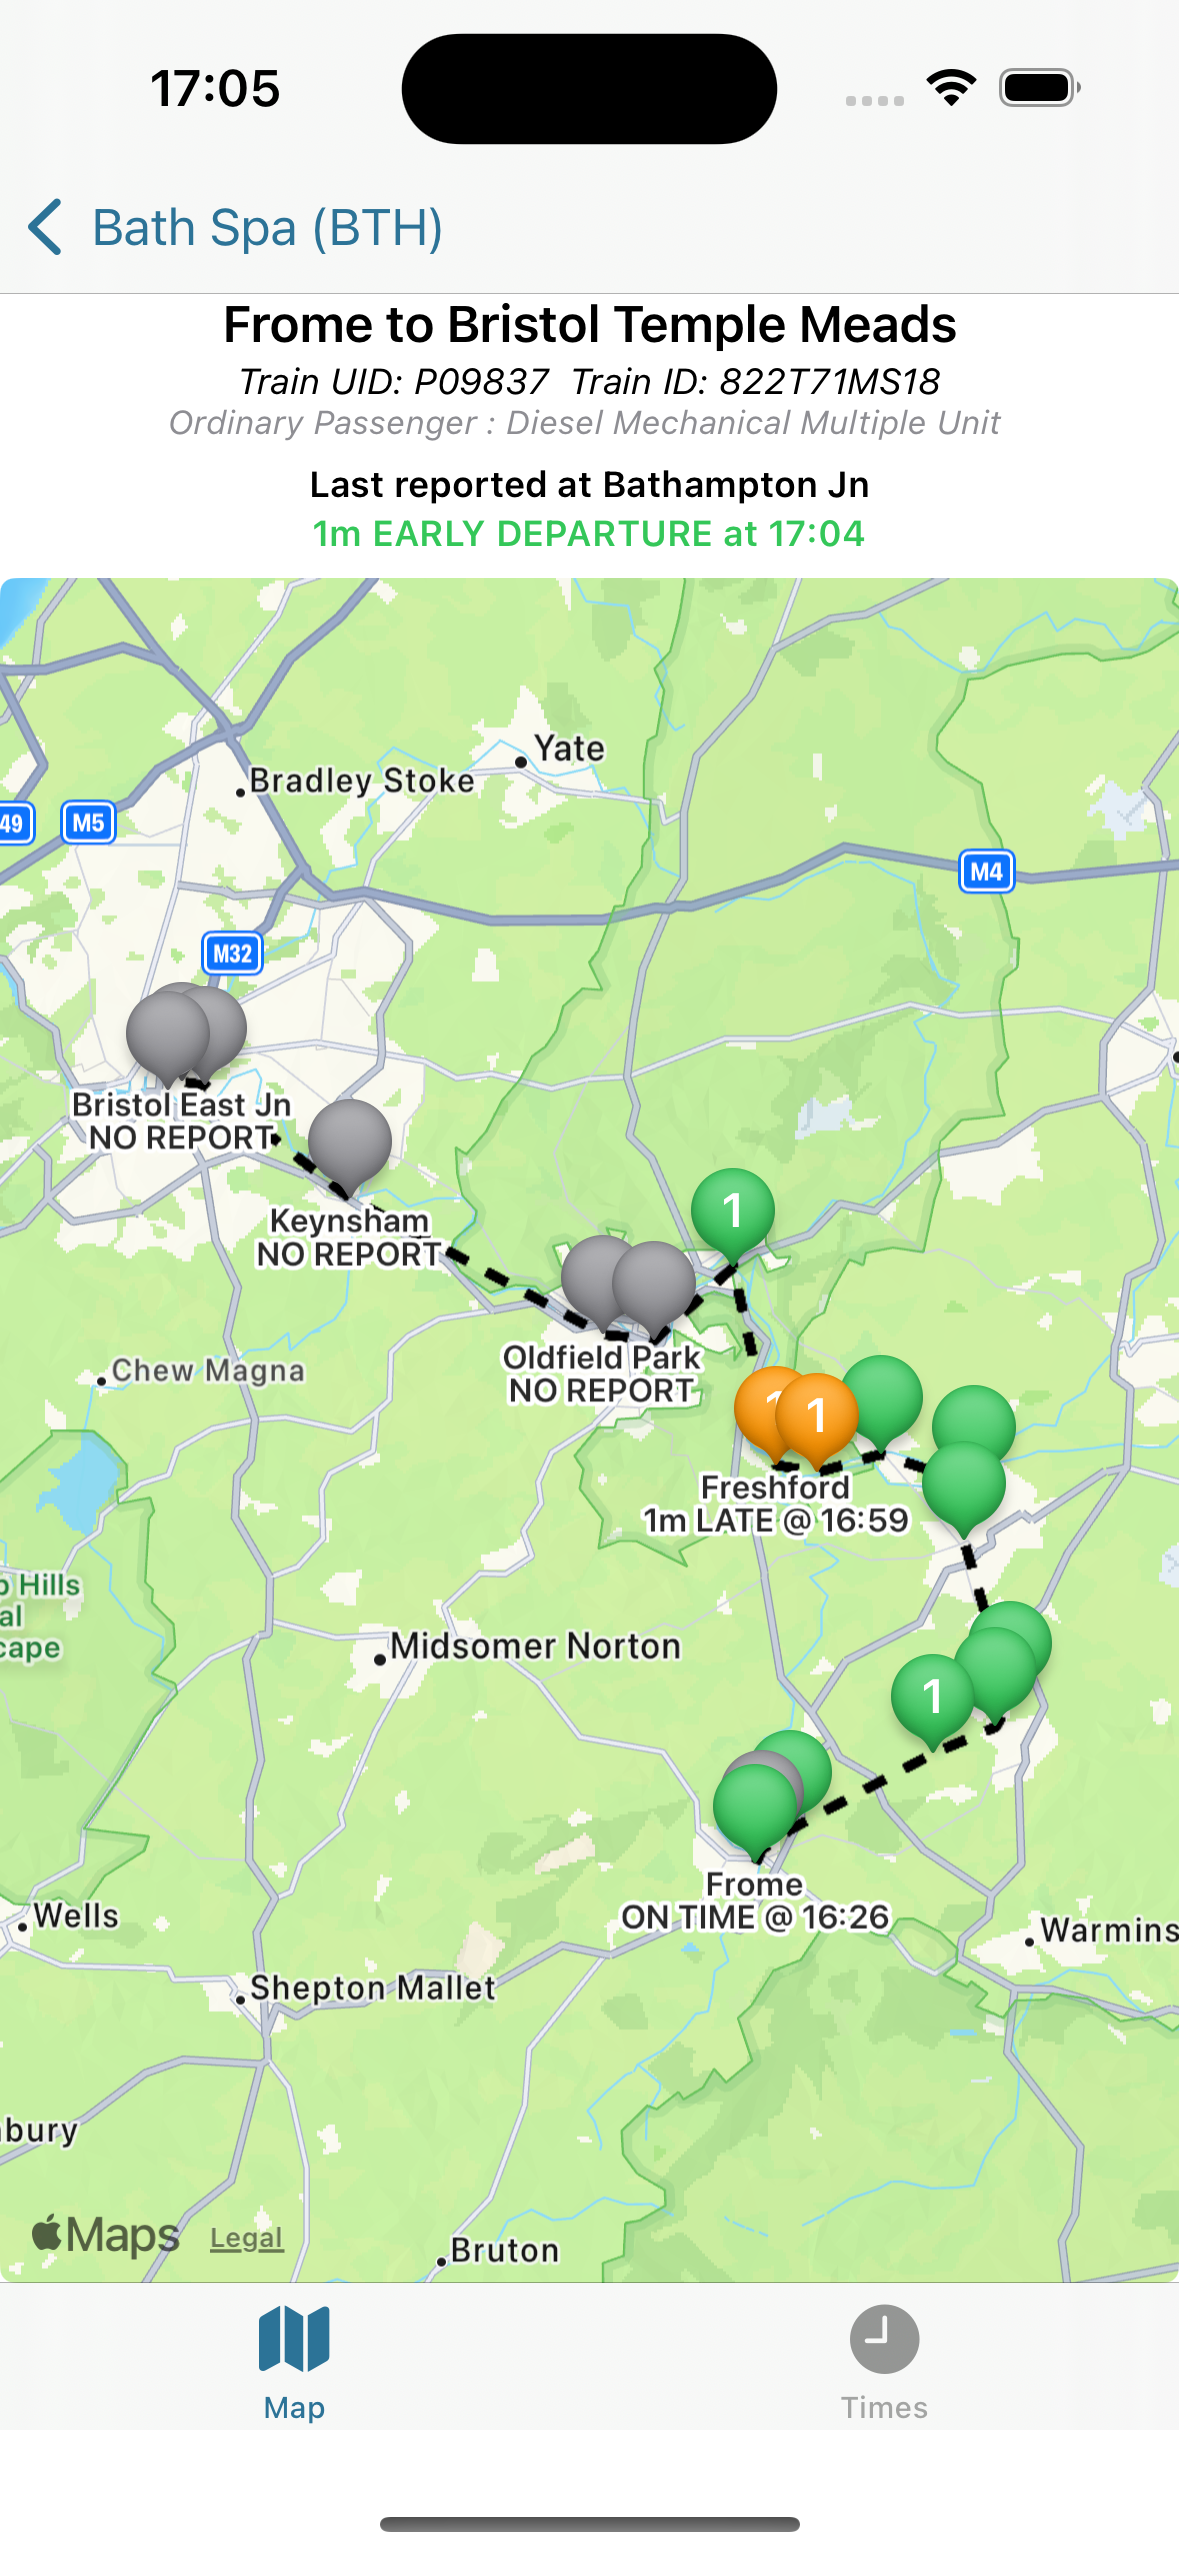 17:05
Bath Spa (BTH)
Frome to Bristol Temple Meads
Train UID: P09837 Train ID: 822T71MS18
Ordinary Passenger : Diesel Mechanical Multiple Unit
Last reported at Bathampton Jn
1m EARLY DEPARTURE at 17:04
Yate
Bradley Stoke
49
M5
M4
M32
Bristol East Jn
NO REPORT
1
Keynsham
NO REPORT
Oldfield Park
NO REPORT
Chew Magna
1
1
Freshford
1m LATE @ 16:59
Hills
al
cape
Midsomer Norton
1
Frome
ON TIME @ 16:26
Wells
Warmins
Shepton Mallet
bury
Maps
Legal
Bruton
Map
Times